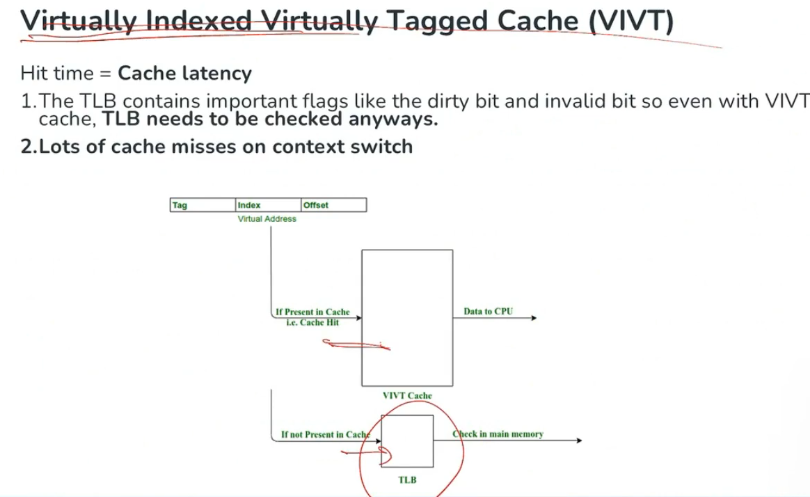 Virtually Indexed Virtually Tagged Cache (VIVT)
Hit time = Cache latency
1.The TLB contains important flags like the dirty bit and invalid bit so even with VIVT
cache, TLB needs to be checked anyways.
2.Lots of cache misses on context switch
Tag Index Offset
Virtual Address
If Present in Cache
i.e. Cache Hit
Data to CPU
VIVT Cache
If not Present in Cache
Check in main memory
TLB